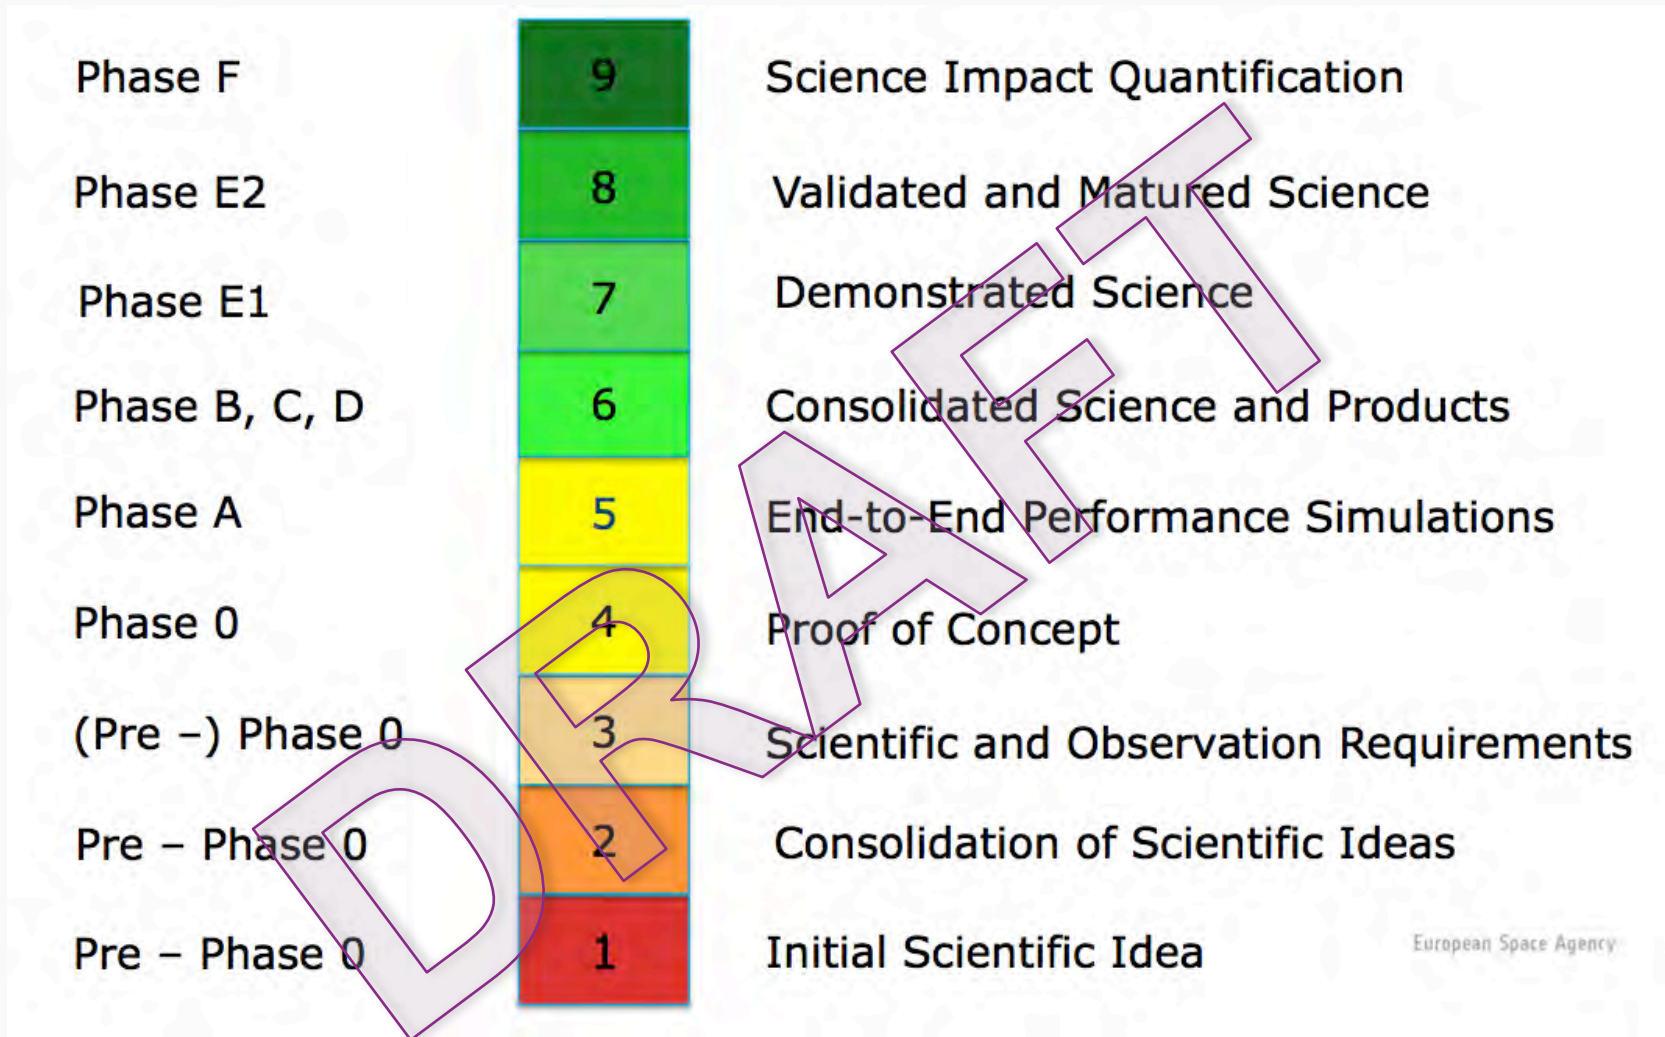 Phase F 9 Science Impact Quantification
Phase E2 8 Validated and Matured Science
Phase E1 7 Demonstrated Science
Phase B, C, D 6 Consolidated Science and Products
Phase A 5 End-to-End Performance Simulations
Phase 0 4 Proof of Concept
(Pre –) Phase 0 3 Scientific and Observation Requirements
Pre – Phase 0 2 Consolidation of Scientific Ideas
Pre – Phase 0 1 Initial Scientific Idea
European Space Agency
DRAFT